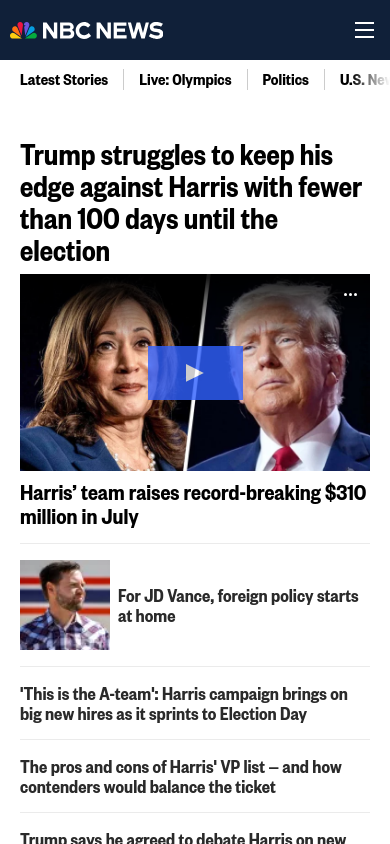 NBC NEWS
Latest Stories
Live: Olympics
Politics
U.S. Ne
Trump struggles to keep his
edge against Harris with fewer
than 100 days until the
election
Harris’ team raises record-breaking $310
million in July
For JD Vance, foreign policy starts
at home
'This is the A-team': Harris campaign brings on
big new hires as it sprints to Election Day
The pros and cons of Harris' VP list — and how
contenders would balance the ticket
Trump says he agreed to debate Harris on new